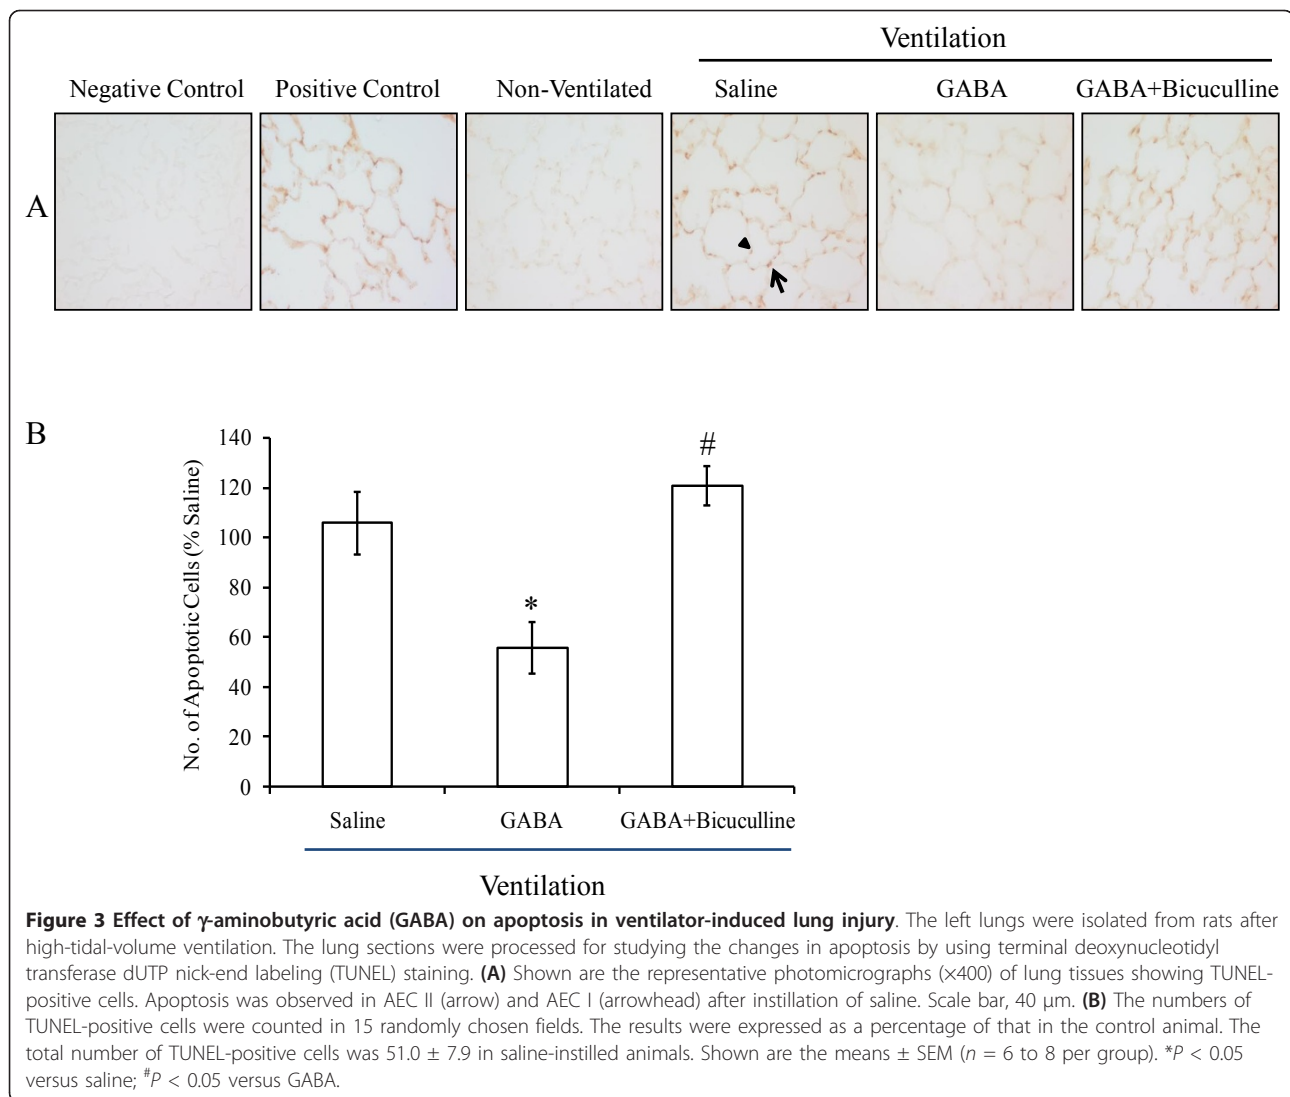 Ventilation
Negative Control Positive Control Non-Ventilated Saline GABA GABA+Bicuculline
A
B
No. of Apoptotic Cells (% Saline)
140
120
100
80
60
40
20
0
*
#
Saline GABA GABA+Bicuculline
Ventilation
Figure 3 Effect of γ-aminobutyric acid (GABA) on apoptosis in ventilator-induced lung injury. The left lungs were isolated from rats after
high-tidal-volume ventilation. The lung sections were processed for studying the changes in apoptosis by using terminal deoxynucleotidyl
transferase dUTP nick-end labeling (TUNEL) staining. (A) Shown are the representative photomicrographs (×400) of lung tissues showing TUNEL-
positive cells. Apoptosis was observed in AEC II (arrow) and AEC I (arrowhead) after instillation of saline. Scale bar, 40 μm. (B) The numbers of
TUNEL-positive cells were counted in 15 randomly chosen fields. The results were expressed as a percentage of that in the control animal. The
total number of TUNEL-positive cells was 51.0 ± 7.9 in saline-instilled animals. Shown are the means ± SEM (n = 6 to 8 per group). *P < 0.05
versus saline; #P < 0.05 versus GABA.